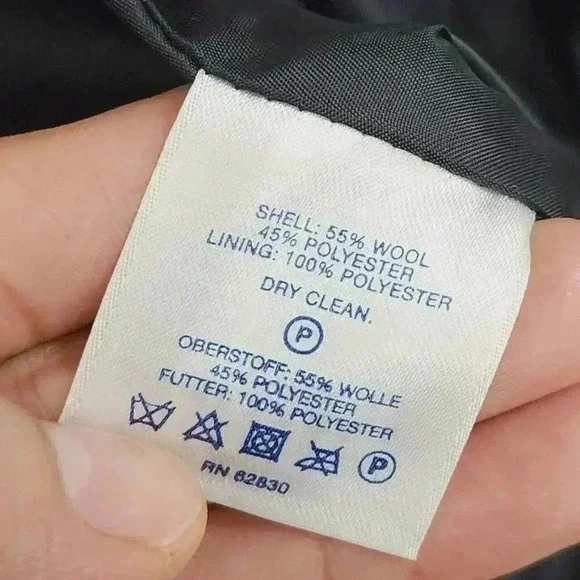 SHELL: 55% WOOL
45% POLYESTER
LINING: 100% POLYESTER
DRY CLEAN.
P
OBERSTOFF: 55% WOLLE
45% POLYESTER
FUTTER: 100% POLYESTER
P
RN 62830